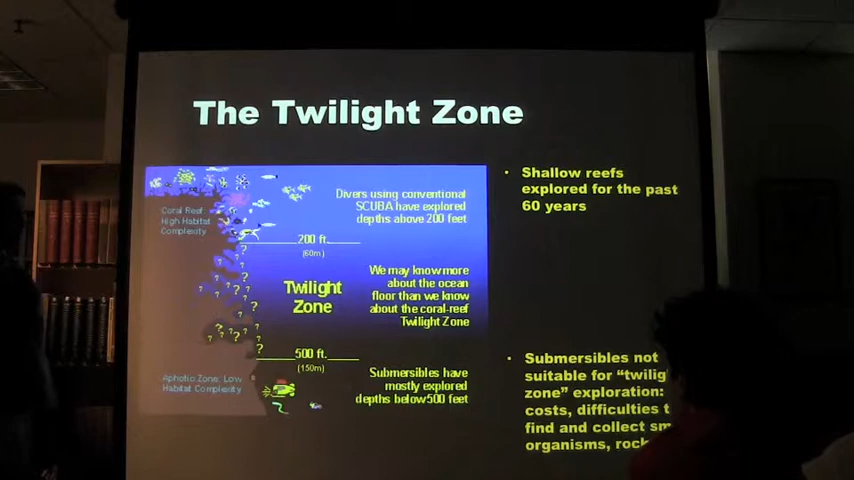 The Twilight Zone
Divers using conventional
SCUBA have explored
depths above 200 feet
Coral Reef
High Habitat
Complexity
200 ft.
(60m)
Twilight
Zone
We may know more
about the ocean
floor than we know
about the coral-reef
Twilight Zone
500 ft.
(150m)
Aphotic Zone: Low
Habitat Complexity
Submersibles have
mostly explored
depths below 500 feet
• Shallow reefs
explored for the past
60 years
• Submersibles not
suitable for “twilig
zone” exploration:
costs, difficulties t
find and collect sm
organisms, rock